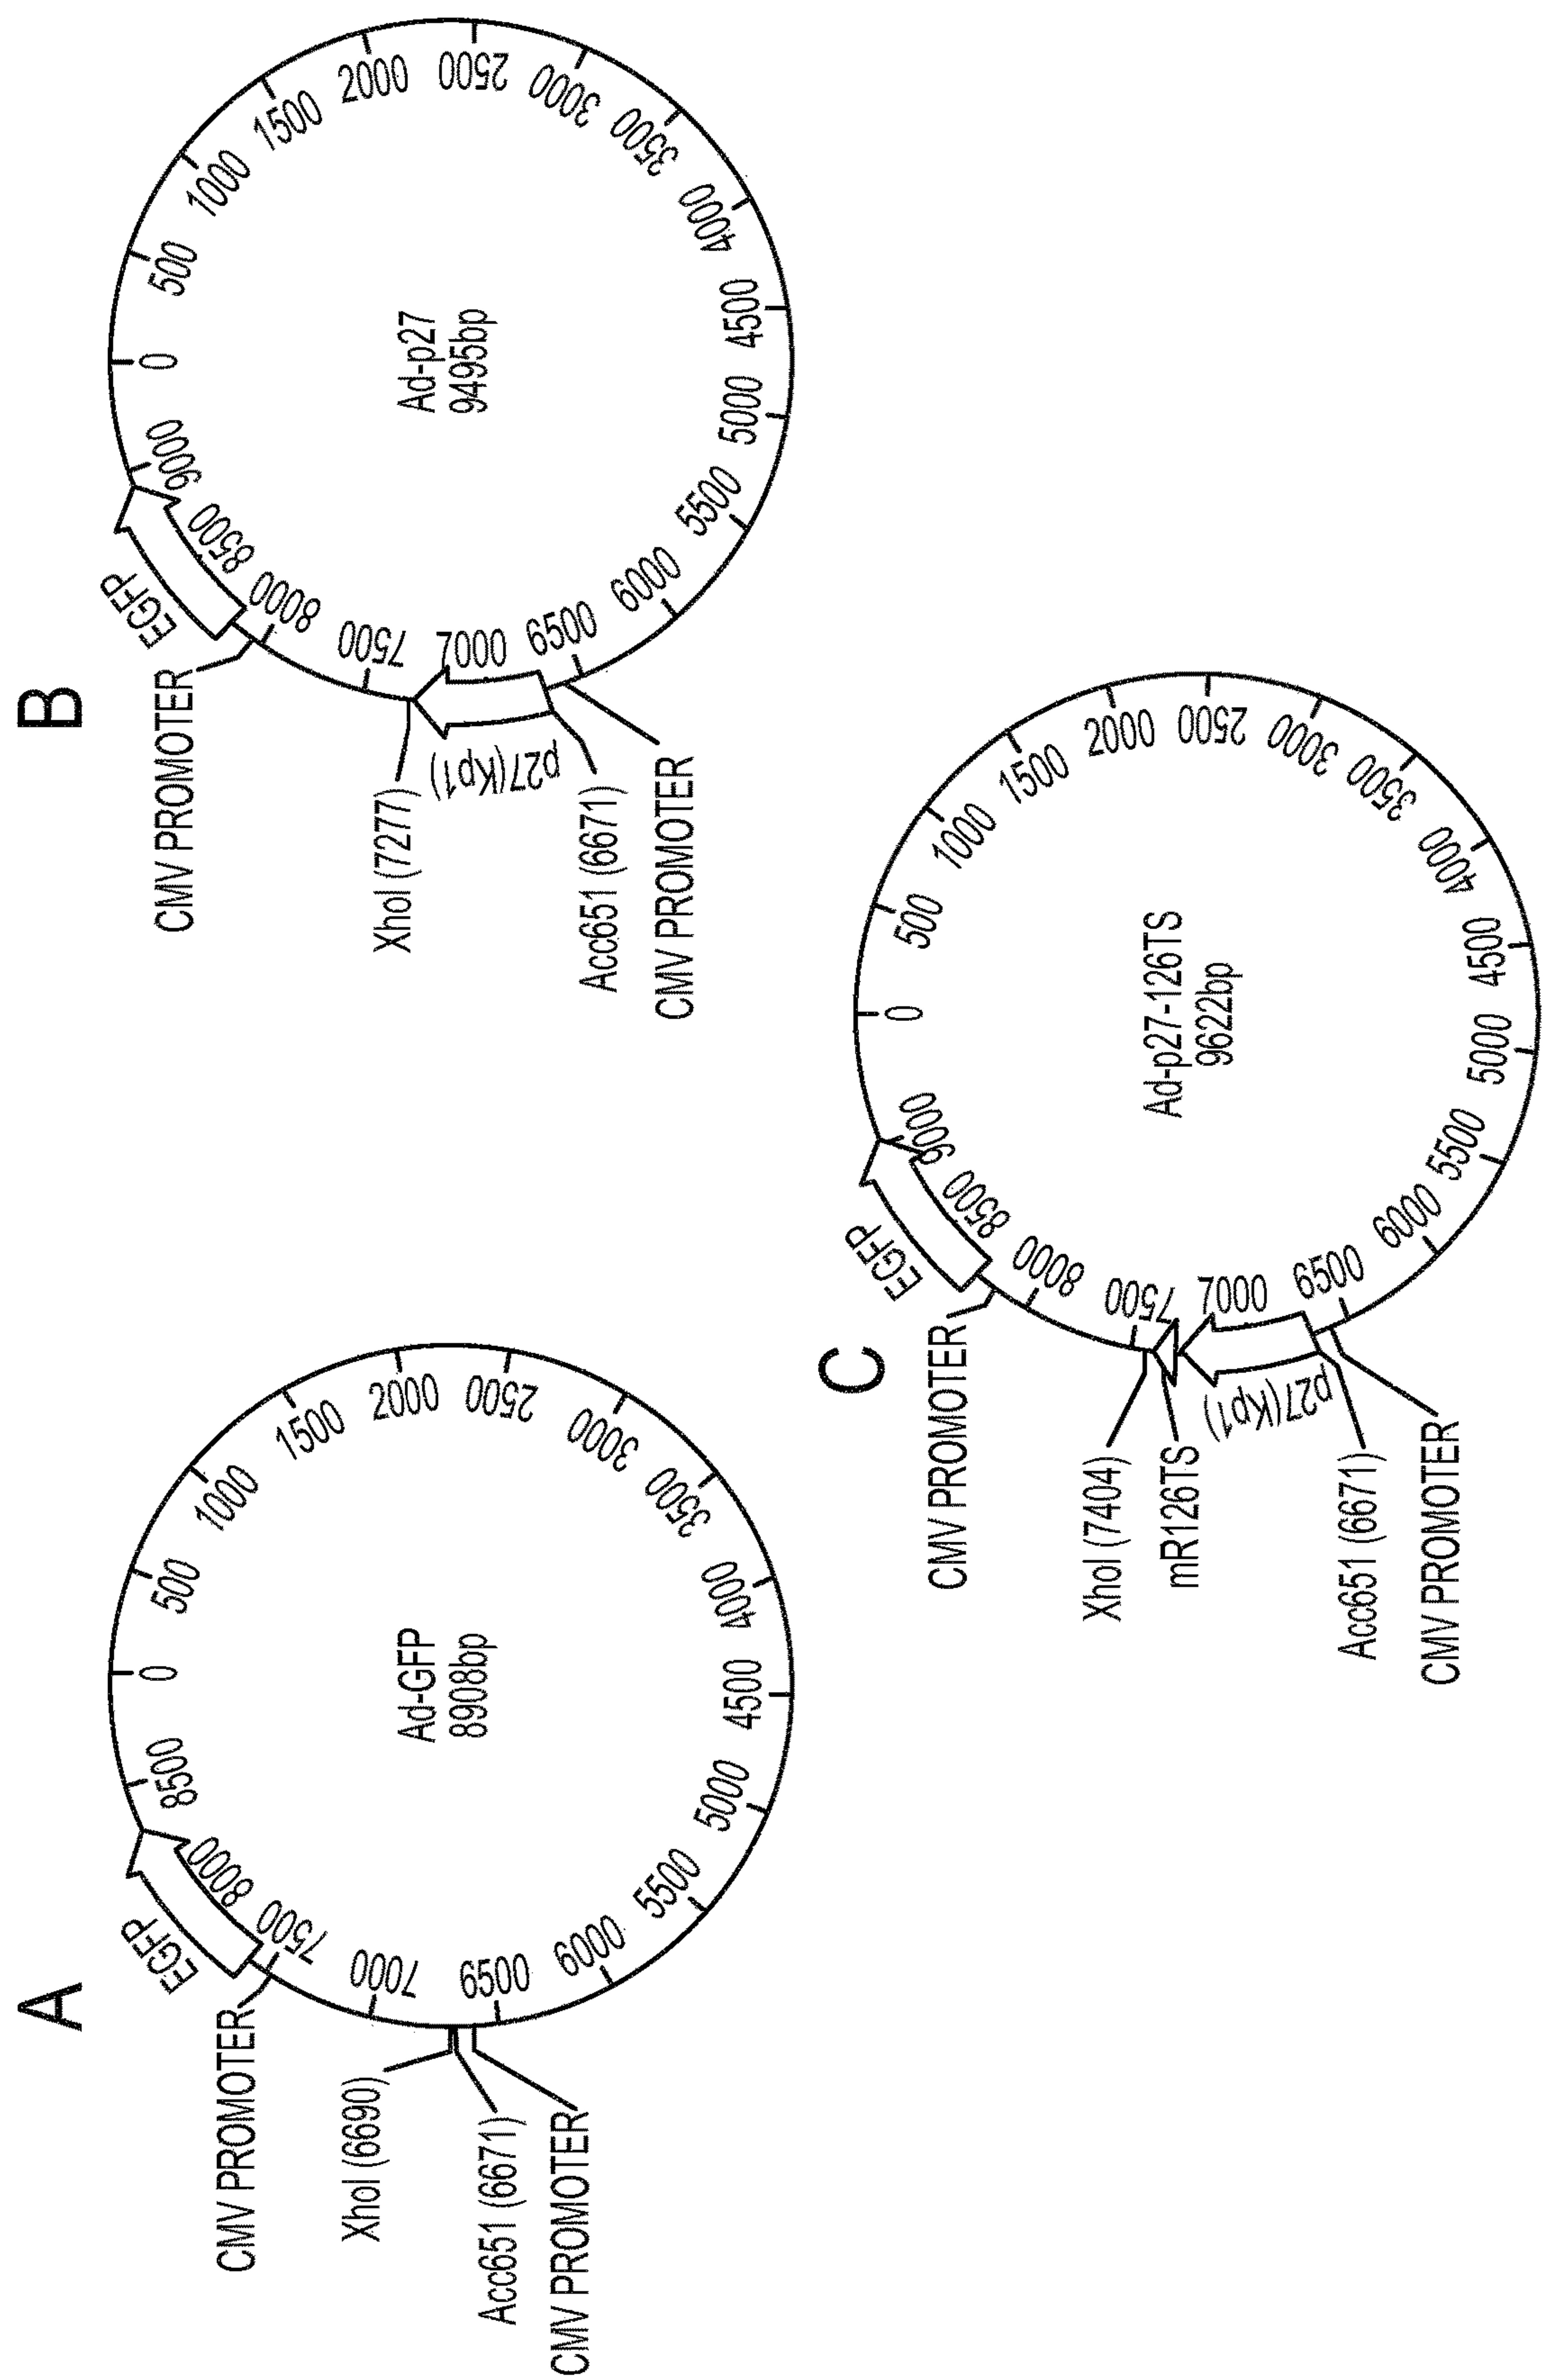 A
EGFP
CMV PROMOTER
XhoI (6690)
Acc651 (6671)
CMV PROMOTER
Ad-GFP
8908bp
0
500
1000
1500
2000
2500
3000
3500
4000
4500
5000
5500
6000
6500
7000
7500
8000
8500
B
EGFP
CMV PROMOTER
XhoI (7277)
p27(Kp1)
Acc651 (6671)
CMV PROMOTER
Ad-p27
9495bp
0
500
1000
1500
2000
2500
3000
3500
4000
4500
5000
5500
6000
6500
7000
7500
8000
8500
9000
C
EGFP
CMV PROMOTER
XhoI (7404)
mR126TS
p27(Kp1)
Acc651 (6671)
CMV PROMOTER
Ad-p27-126TS
9622bp
0
500
1000
1500
2000
2500
3000
3500
4000
4500
5000
5500
6000
6500
7000
7500
8000
8500
9000